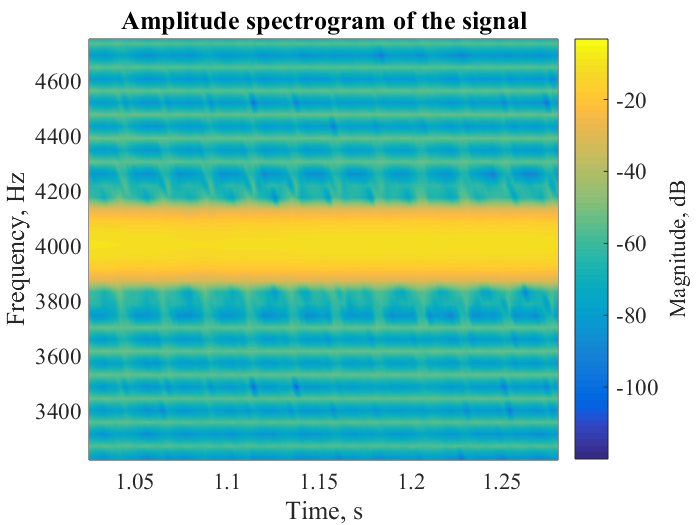 Amplitude spectrogram of the signal
Frequency, Hz
4600
4400
4200
4000
3800
3600
3400
1.05 1.1 1.15 1.2 1.25
Time, s
-20
-40
-60
-80
-100
Magnitude, dB